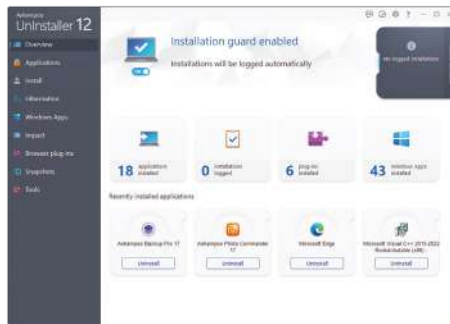 Ashampoo
UnInstaller 12
Overview
Applications
Install
Hibernation
Windows Apps
Impact
Browser plug-ins
Snapshots
Tools
?
Installation guard enabled
Installations will be logged automatically
No logged installations
18 applications installed
0 installations logged
6 plug-ins installed
43 Windows apps installed
Recently installed applications
Ashampoo Backup Pro 17
Ashampoo Photo Commander
17
Microsoft Edge
Microsoft Visual C++ 2015-2022
Redistributable (x86)
Uninstall
Uninstall
Uninstall
Uninstall